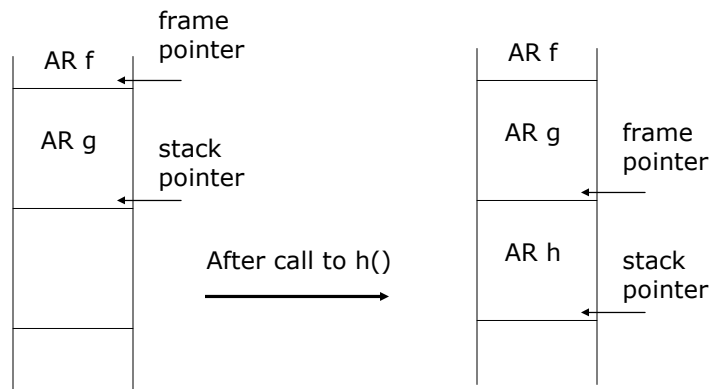 frame
pointer
AR f
AR g
stack
pointer
After call to h()
AR f
AR g
frame
pointer
AR h
stack
pointer